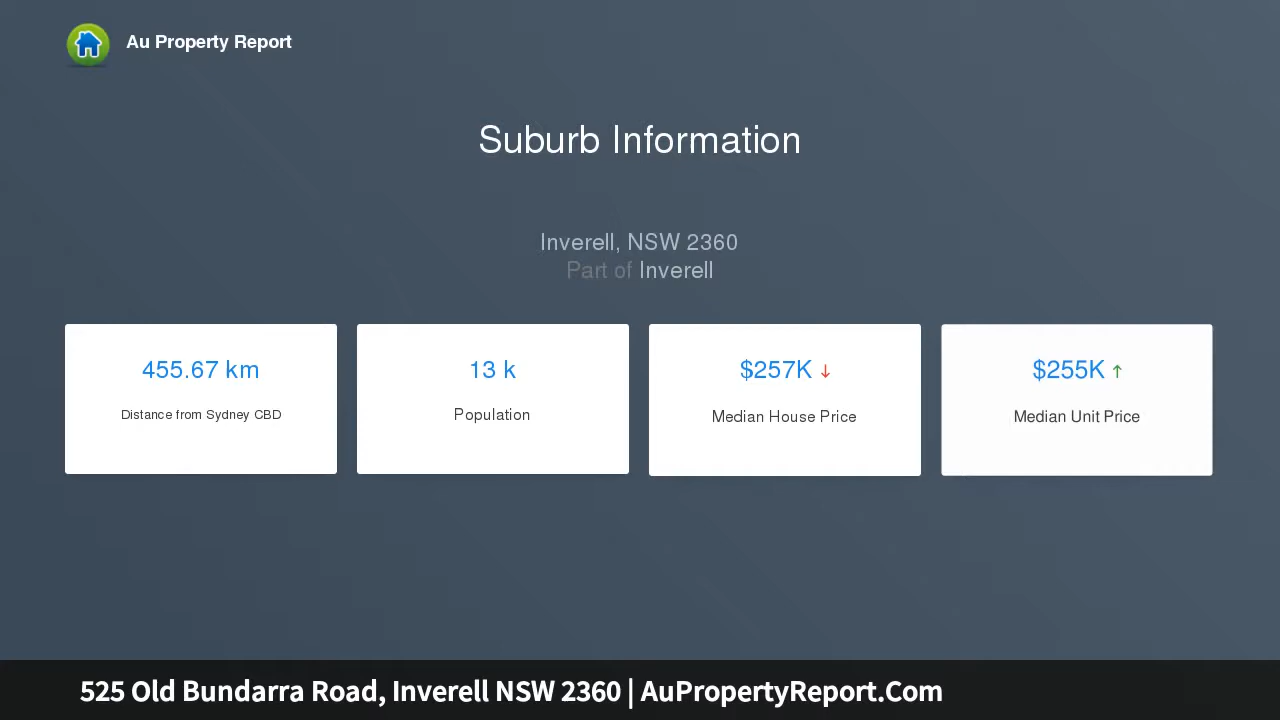 Au Property Report
Suburb Information
Inverell, NSW 2360
Part of Inverell
455.67 km
Distance from Sydney CBD
13 k
Population
$257K ↓
Median House Price
$255K ↑
Median Unit Price
525 Old Bundarra Road, Inverell NSW 2360 | AuPropertyReport.Com